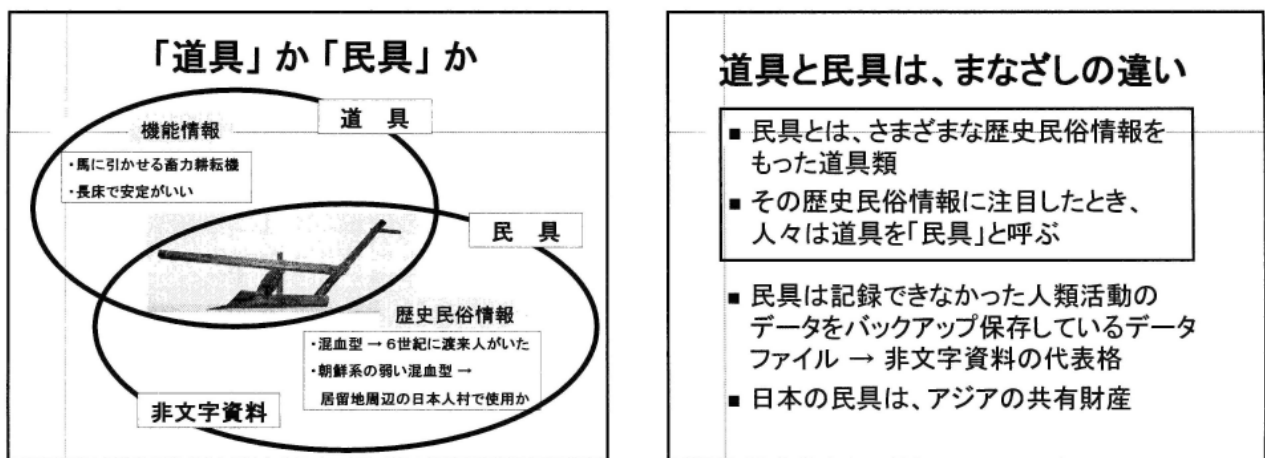 「道具」か「民具」か
道 具
機能情報
・馬に引かせる畜力耕耘機
・長床で安定がいい
民 具
歴史民俗情報
・混血型 → 6世紀に渡来人がいた
・朝鮮系の弱い混血型 →
居留地周辺の日本人村で使用か
非文字資料
道具と民具は、まなざしの違い
■ 民具とは、さまざまな歴史民俗情報を
もった道具類
■ その歴史民俗情報に注目したとき、
人々は道具を「民具」と呼ぶ
■ 民具は記録できなかった人類活動の
データをバックアップ保存しているデータ
ファイル → 非文字資料の代表格
■ 日本の民具は、アジアの共有財産